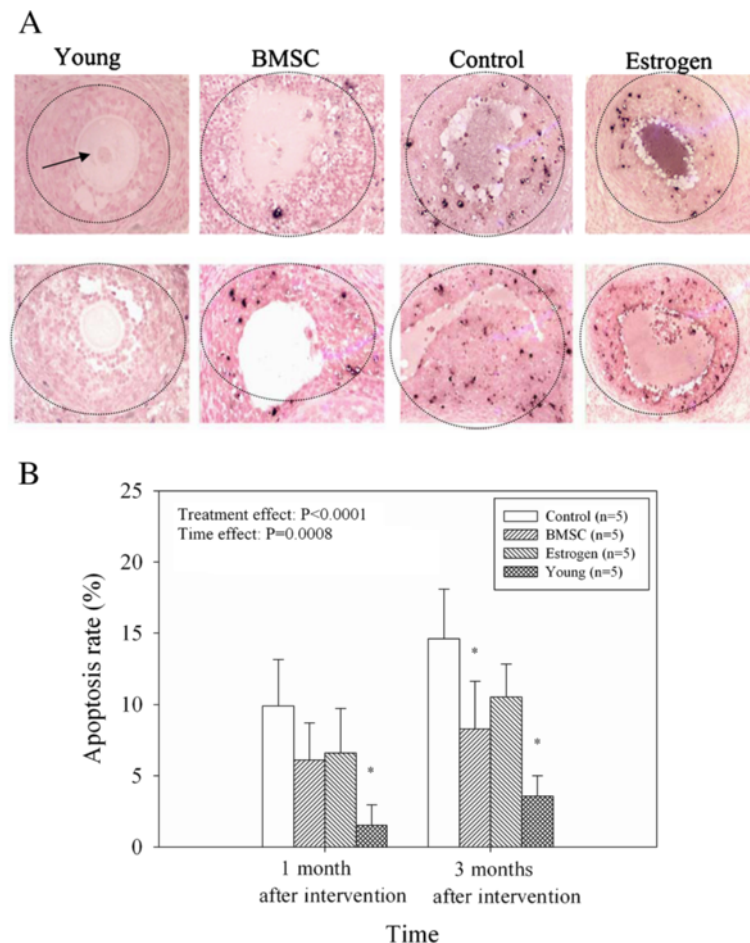 A
Young BMSC Control Estrogen
B
Treatment effect: P<0.0001
Time effect: P=0.0008
Control (n=5)
BMSC (n=5)
Estrogen (n=5)
Young (n=5)
Apoptosis rate (%)
25
20
15
10
5
0
*
*
*
1 month
after intervention
3 months
after intervention
Time